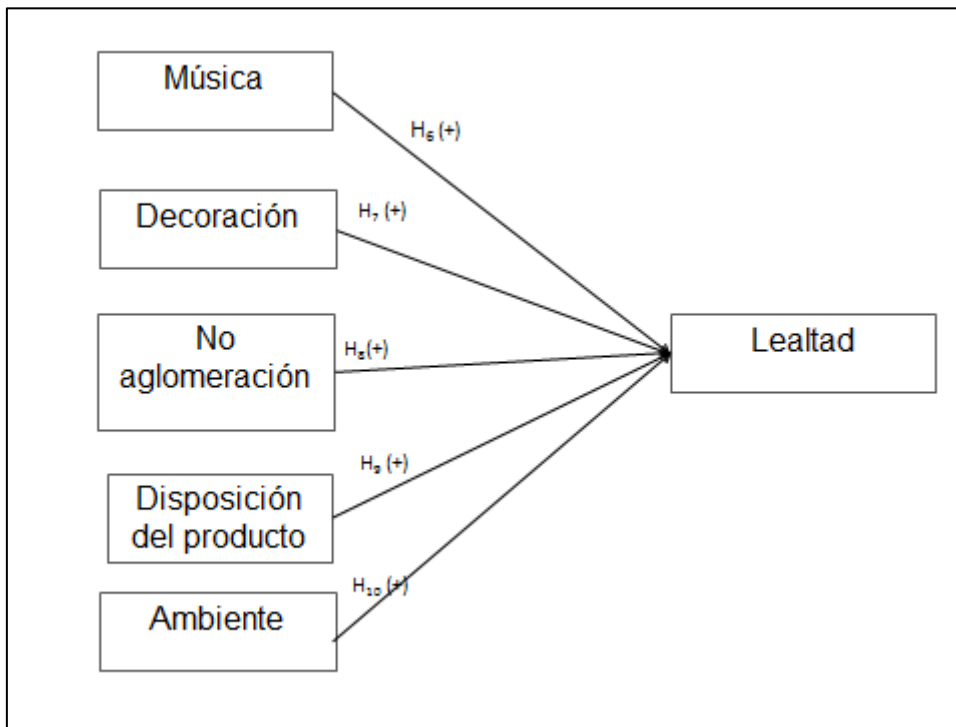 Música
H₆ (+)
Decoración
H₇ (+)
No
aglomeración
H₈(+)
Lealtad
Disposición
del producto
H₉ (+)
Ambiente
H₁₀ (+)